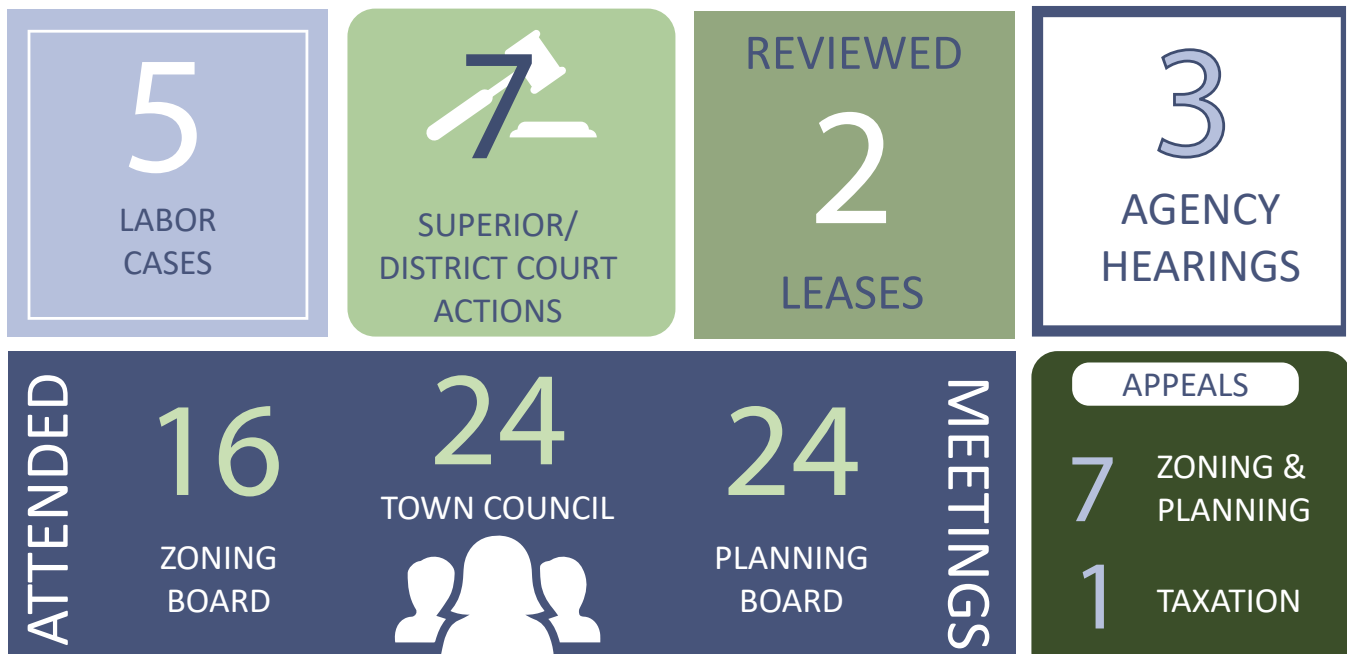 5
LABOR
CASES
7
SUPERIOR/
DISTRICT COURT
ACTIONS
REVIEWED
2
LEASES
3
AGENCY
HEARINGS
ATTENDED
16
ZONING
BOARD
24
TOWN COUNCIL
24
PLANNING
BOARD
MEETINGS
APPEALS
7
ZONING &
PLANNING
1
TAXATION